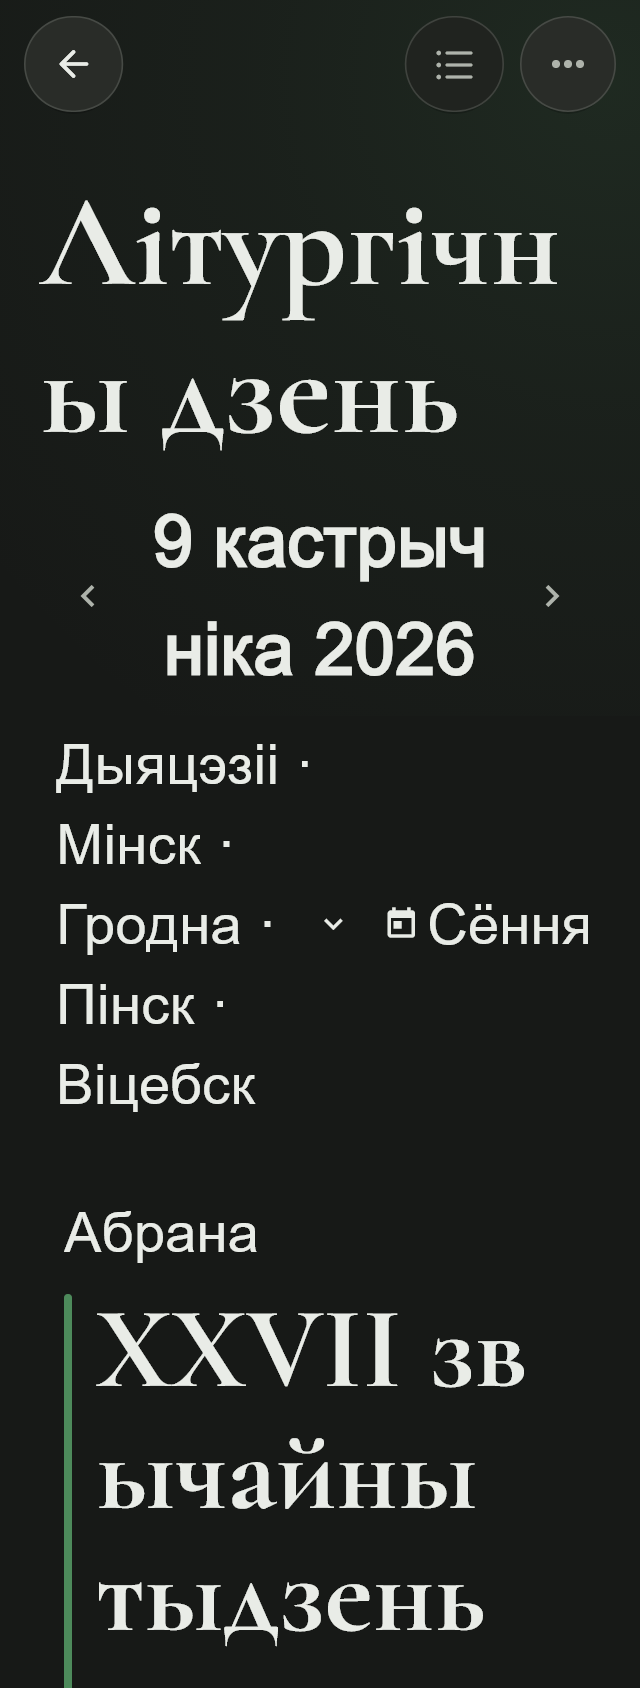 Літургічн
ы дзень
9 кастрыч
ніка 2026
Дыяцэзіі ·
Мінск ·
Гродна ·
Сёння
Пінск ·
Віцебск
Абрана
XXVII зв
ычайны
тыдзень